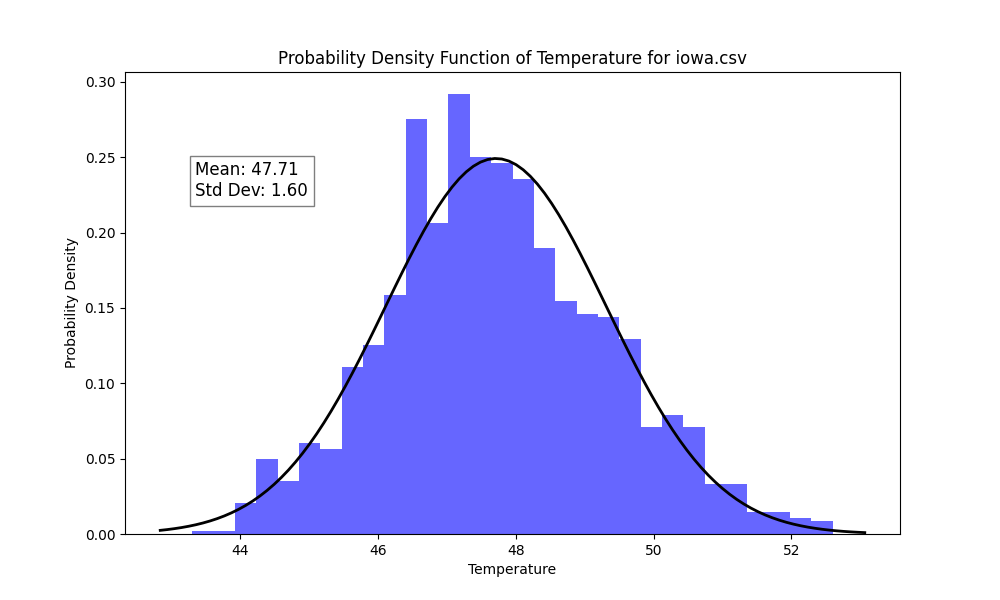 Probability Density Function of Temperature for iowa.csv
0.30
0.25
0.20
0.15
0.10
0.05
0.00
Probability Density
Mean: 47.71
Std Dev: 1.60
44 46 48 50 52
Temperature